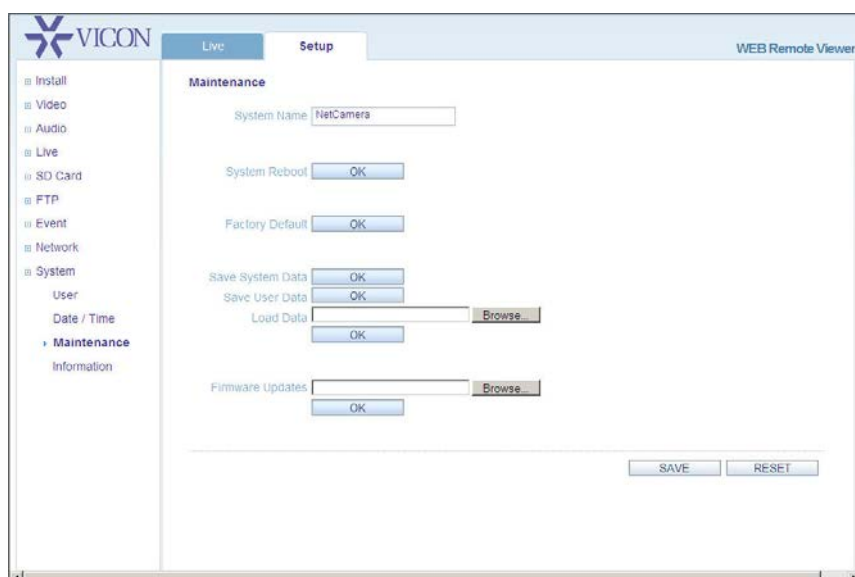 VICON
Live
Setup
WEB Remote Viewer
Install
Video
Audio
Live
SD Card
FTP
Event
Network
System
User
Date / Time
Maintenance
Information
Maintenance
System Name NetCamera
System Reboot OK
Factory Default OK
Save System Data OK
Save User Data OK
Load Data Browse...
OK
Firmware Updates Browse...
OK
SAVE RESET